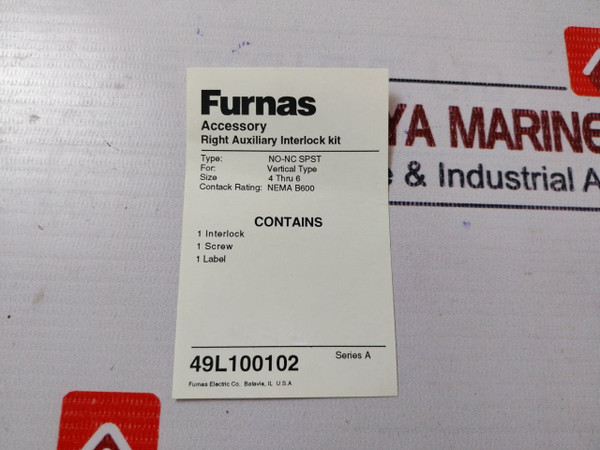 Furnas
Accessory
Right Auxiliary Interlock kit
Type: NO-NC SPST
For: Vertical Type
Size 4 Thru 6
Contack Rating: NEMA B600
CONTAINS
1 Interlock
1 Screw
1 Label
49L100102 Series A
Furnas Electric Co. Batavia, IL U.S.A
YA MARINE
& Industrial A